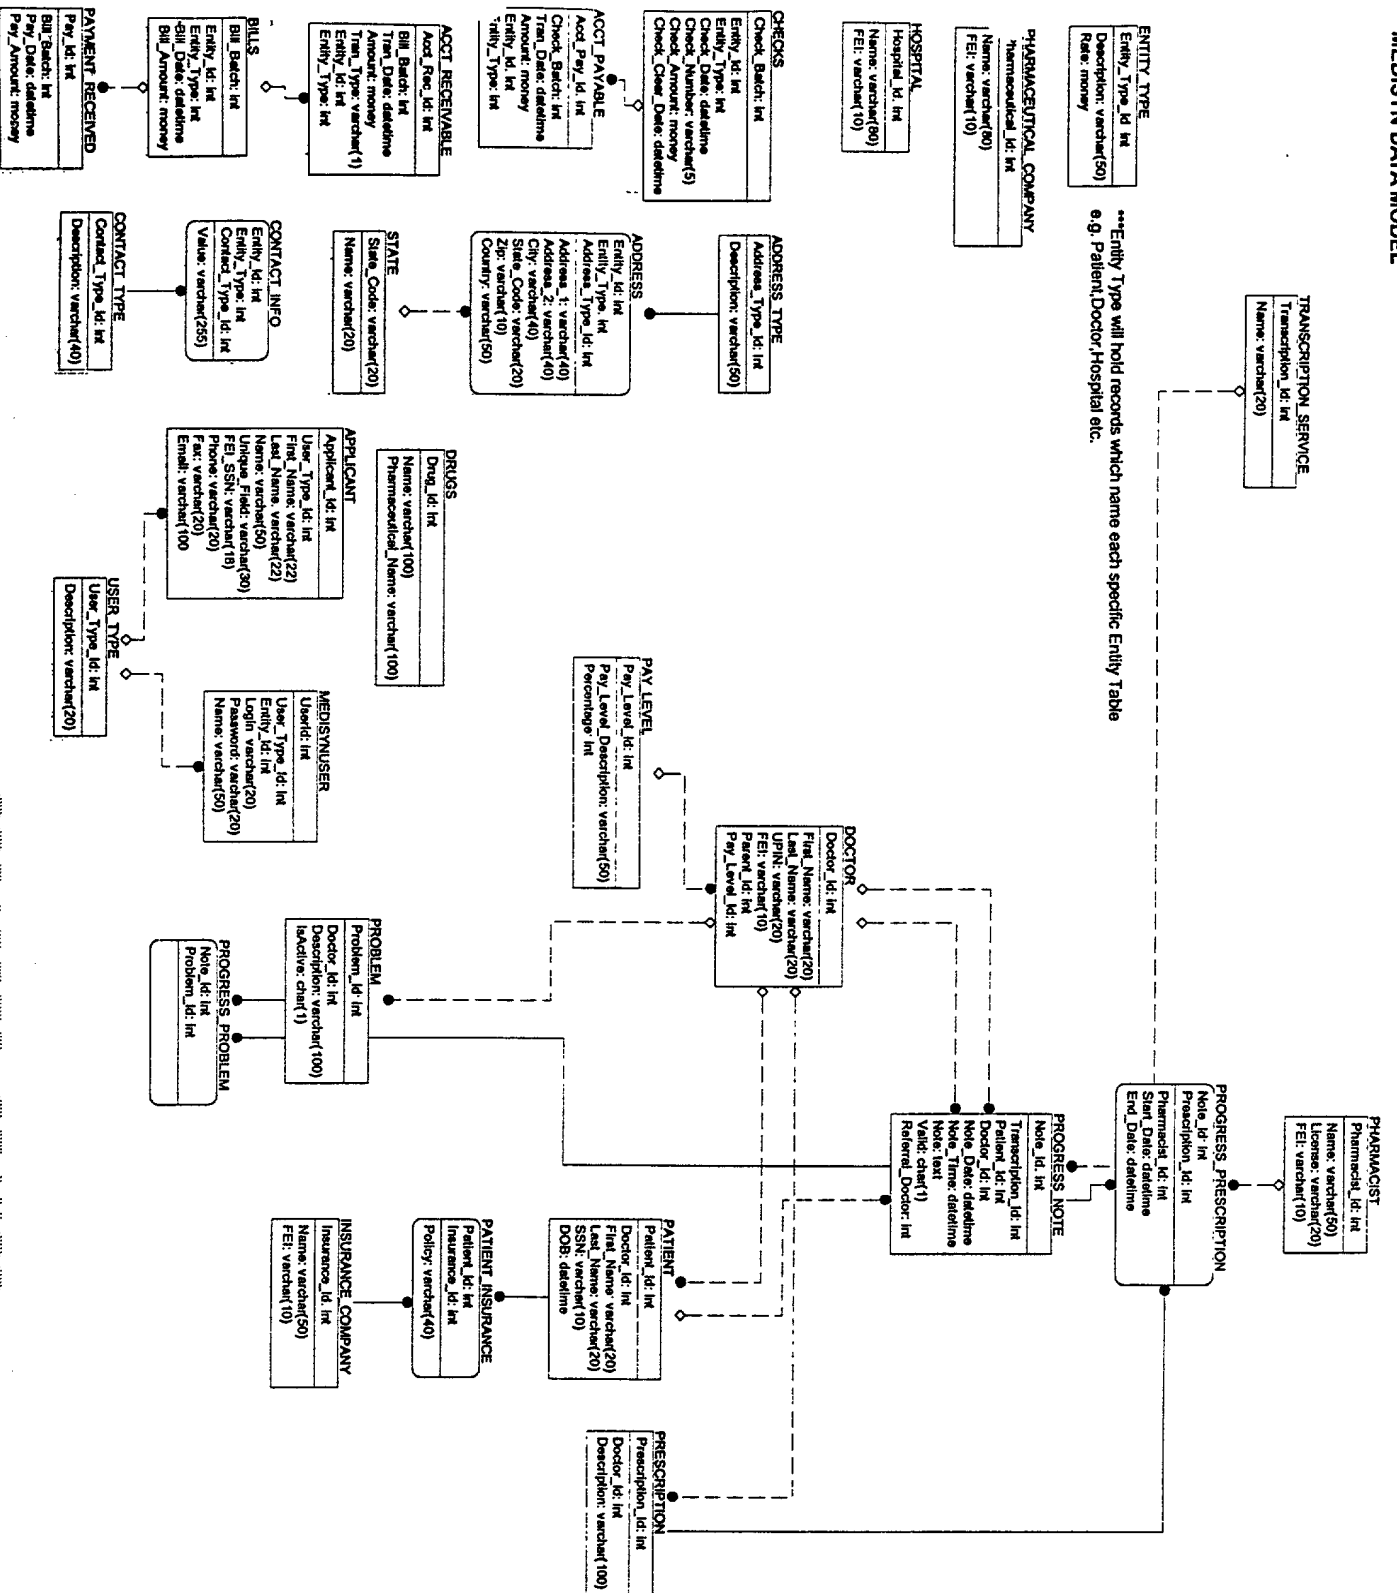 MEDISYN DATA MODEL
ENTITY_TYPE
Entity_Type_Id: int
Description: varchar(50)
Rate: money
***Entity Type will hold records which name each specific Entity Table
e.g. Patient,Doctor,Hospital etc.
PHARMACEUTICAL_COMPANY
Pharmaceutical_Id: int
Name: varchar(80)
FEI: varchar(10)
HOSPITAL
Hospital_Id: int
Name: varchar(80)
FEI: varchar(10)
CHECKS
Check_Batch: int
Entity_Id: int
Entity_Type: int
Check_Date: datetime
Check_Number: varchar(5)
Check_Amount: money
Check_Clear_Date: datetime
ACCT_PAYABLE
Acct_Pay_Id: int
Check_Batch: int
Tran_Date: datetime
Amount: money
Entity_Id: int
Entity_Type: int
ACCT_RECEIVABLE
Acct_Rec_Id: int
Bill_Batch: int
Tran_Date: datetime
Amount: money
Tran_Type: varchar(1)
Entity_Id: int
Entity_Type: int
BILLS
Bill_Batch: int
Entity_Id: int
Entity_Type: int
Bill_Date: datetime
Bill_Amount: money
PAYMENT_RECEIVED
Pay_Id: int
Bill_Batch: int
Pay_Date: datetime
Pay_Amount: money
ADDRESS_TYPE
Address_Type_Id: int
Description: varchar(50)
ADDRESS
Entity_Id: int
Entity_Type: int
Address_Type_Id: int
Address_1: varchar(40)
Address_2: varchar(40)
City: varchar(40)
State_Code: varchar(20)
Zip: varchar(10)
Country: varchar(50)
STATE
State_Code: varchar(20)
Name: varchar(20)
CONTACT_INFO
Entity_Id: int
Entity_Type: int
Contact_Type_Id: int
Value: varchar(255)
CONTACT_TYPE
Contact_Type_Id: int
Description: varchar(40)
TRANSCRIPTION_SERVICE
Transcription_Id: int
Name: varchar(20)
DRUGS
Drug_Id: int
Name: varchar(100)
Pharmaceutical_Name: varchar(100)
APPLICANT
Applicant_Id: int
User_Type_Id: int
First_Name: varchar(22)
Last_Name: varchar(22)
Name: varchar(50)
Unique_Field: varchar(30)
FEI_SSN: varchar(18)
Phone: varchar(20)
Fax: varchar(20)
Email: varchar(100
USER_TYPE
User_Type_Id: int
Description: varchar(20)
MEDISYNUSER
UserId: int
User_Type_Id: int
Entity_Id: int
Login: varchar(20)
Password: varchar(20)
Name: varchar(50)
PAY_LEVEL
Pay_Level_Id: int
Pay_Level_Description: varchar(50)
Percentage: int
DOCTOR
Doctor_Id: int
First_Name: varchar(20)
Last_Name: varchar(20)
UPIN: varchar(20)
FEI: varchar(10)
Parent_Id: int
Pay_Level_Id: int
PROBLEM
Problem_Id: int
Doctor_Id: int
Description: varchar(100)
IsActive: char(1)
PROGRESS_PROBLEM
Note_Id: int
Problem_Id: int
PHARMACIST
Pharmacist_Id: int
Name: varchar(50)
License: varchar(20)
FEI: varchar(10)
PROGRESS_PRESCRIPTION
Note_Id: int
Prescription_Id: int
Pharmacist_Id: int
Start_Date: datetime
End_Date: datetime
PROGRESS_NOTE
Note_Id: int
Transcription_Id: int
Patient_Id: int
Doctor_Id: int
Note_Date: datetime
Note_Time: datetime
Note: text
Valid: char(1)
Referral_Doctor: int
PATIENT
Patient_Id: int
Doctor_Id: int
First_Name: varchar(20)
Last_Name: varchar(20)
SSN: varchar(10)
DOB: datetime
PATIENT_INSURANCE
Patient_Id: int
Insurance_Id: int
Policy: varchar(40)
INSURANCE_COMPANY
Insurance_Id: int
Name: varchar(50)
FEI: varchar(10)
PRESCRIPTION
Prescription_Id: int
Doctor_Id: int
Description: varchar(100)